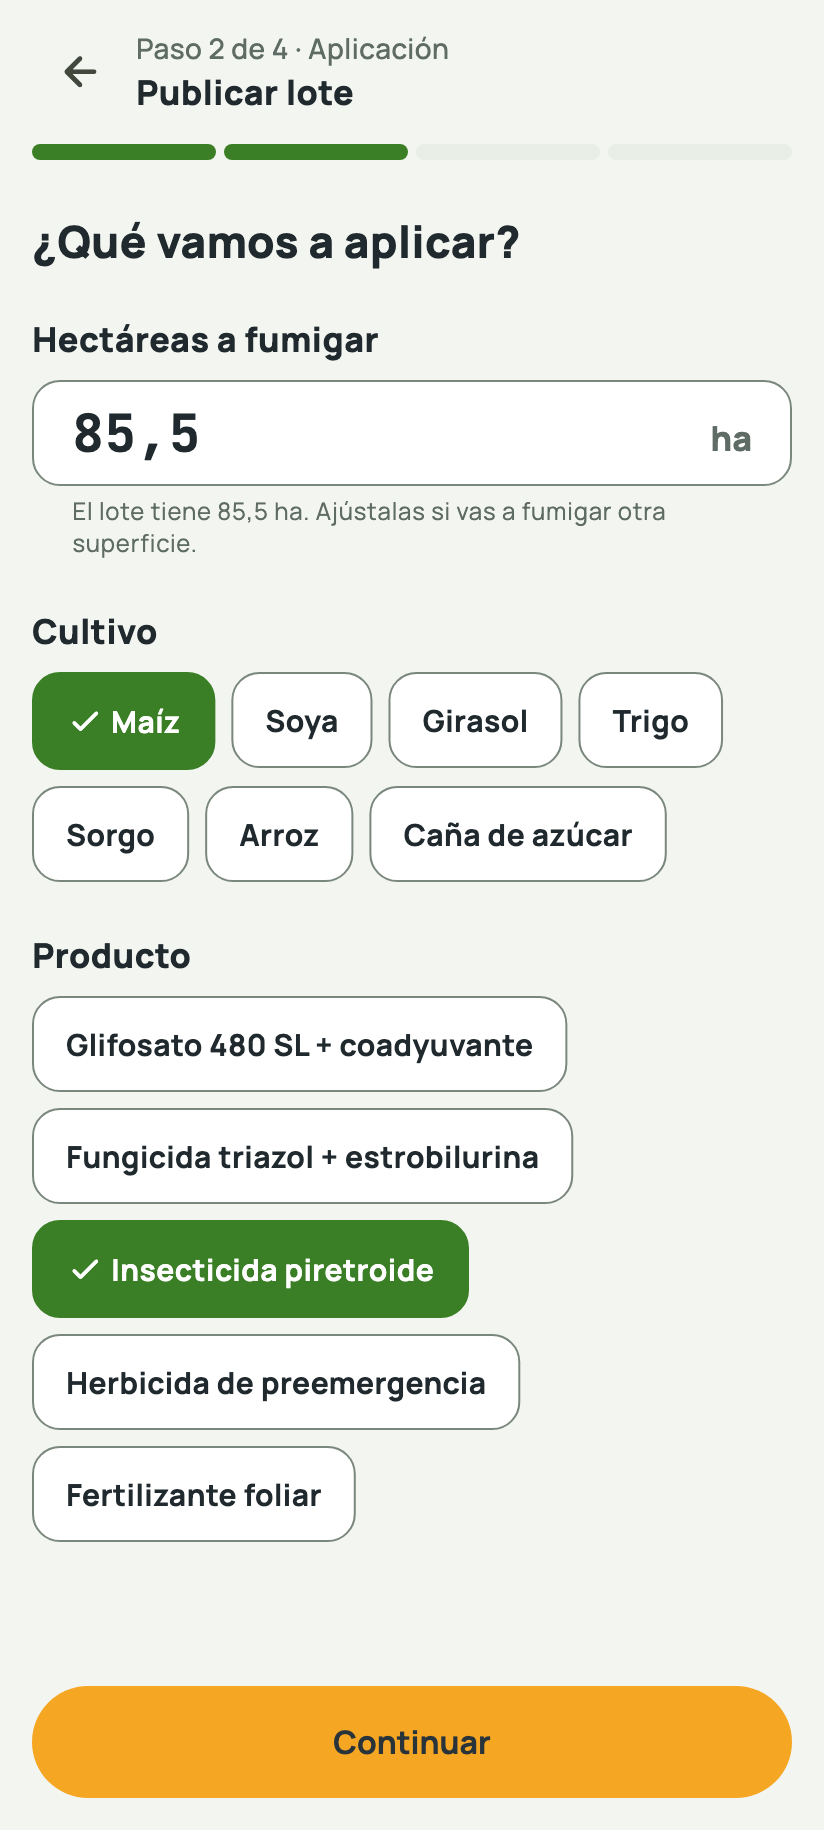 Paso 2 de 4 · Aplicación
Publicar lote
¿Qué vamos a aplicar?
Hectáreas a fumigar
85,5 ha
El lote tiene 85,5 ha. Ajústalas si vas a fumigar otra
superficie.
Cultivo
Maíz Soya Girasol Trigo
Sorgo Arroz Caña de azúcar
Producto
Glifosato 480 SL + coadyuvante
Fungicida triazol + estrobilurina
Insecticida piretroide
Herbicida de preemergencia
Fertilizante foliar
Continuar